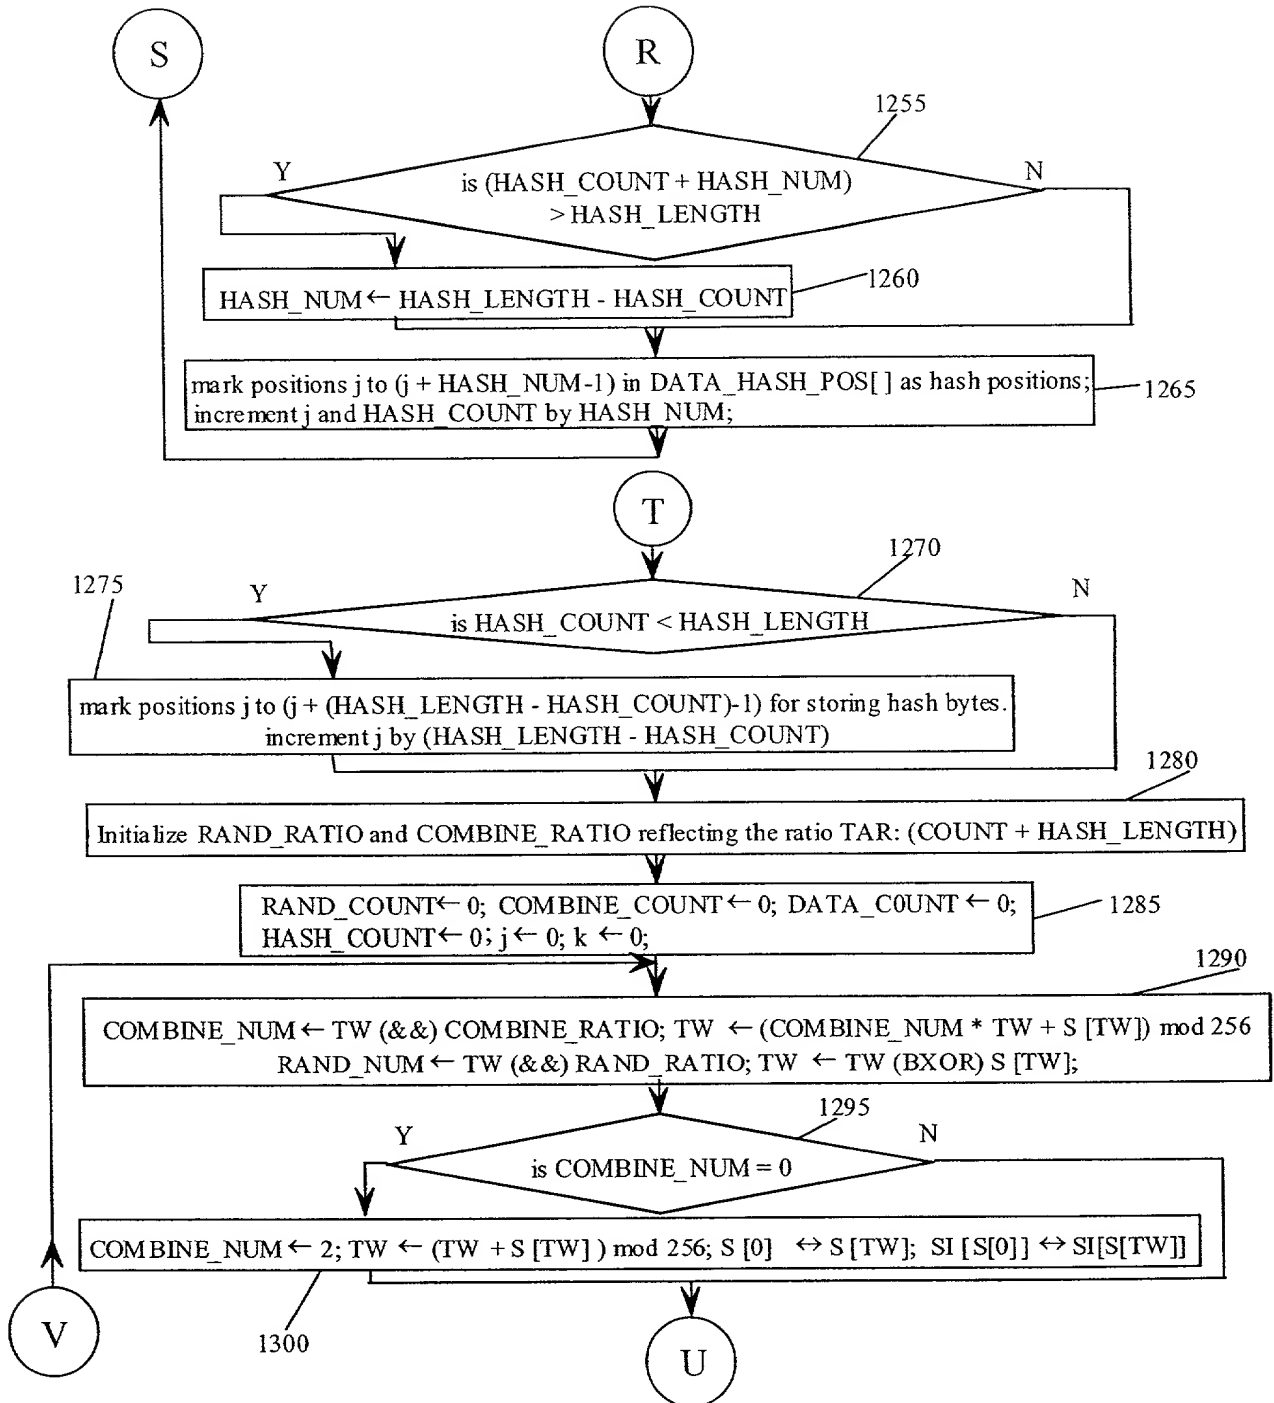 S
R
1255
Y
N
is (HASH_COUNT + HASH_NUM)
> HASH_LENGTH
1260
HASH_NUM ← HASH_LENGTH - HASH_COUNT
mark positions j to (j + HASH_NUM-1) in DATA_HASH_POS[ ] as hash positions;
increment j and HASH_COUNT by HASH_NUM;
1265
T
1270
1275
Y
N
is HASH_COUNT < HASH_LENGTH
mark positions j to (j + (HASH_LENGTH - HASH_COUNT)-1) for storing hash bytes.
increment j by (HASH_LENGTH - HASH_COUNT)
1280
Initialize RAND_RATIO and COMBINE_RATIO reflecting the ratio TAR: (COUNT + HASH_LENGTH)
RAND_COUNT ← 0; COMBINE_COUNT ← 0; DATA_C0UNT ← 0;
HASH_COUNT ← 0; j ← 0; k ← 0;
1285
1290
COMBINE_NUM ← TW (&&) COMBINE_RATIO; TW ← (COMBINE_NUM * TW + S [TW]) mod 256
RAND_NUM ← TW (&&) RAND_RATIO; TW ← TW (BXOR) S [TW];
1295
Y
N
is COMBINE_NUM = 0
COMBINE_NUM ← 2; TW ← (TW + S [TW] ) mod 256; S [0] ↔ S [TW]; SI [S[0]] ↔ SI[S[TW]]
V
1300
U